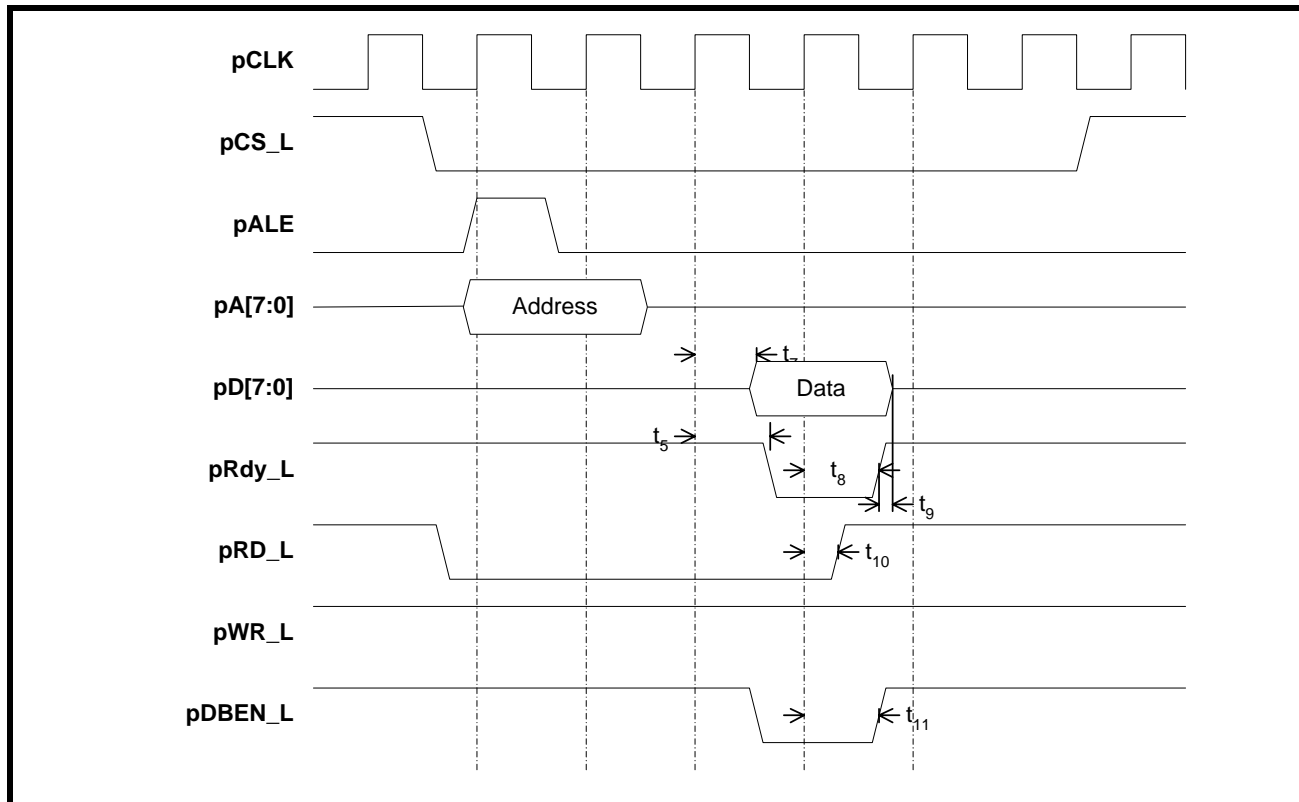 pCLK
pCS_L
pALE
pA[7:0]
Address
t7
pD[7:0]
Data
t5
pRdy_L
t8
t9
pRD_L
t10
pWR_L
pDBEN_L
t11